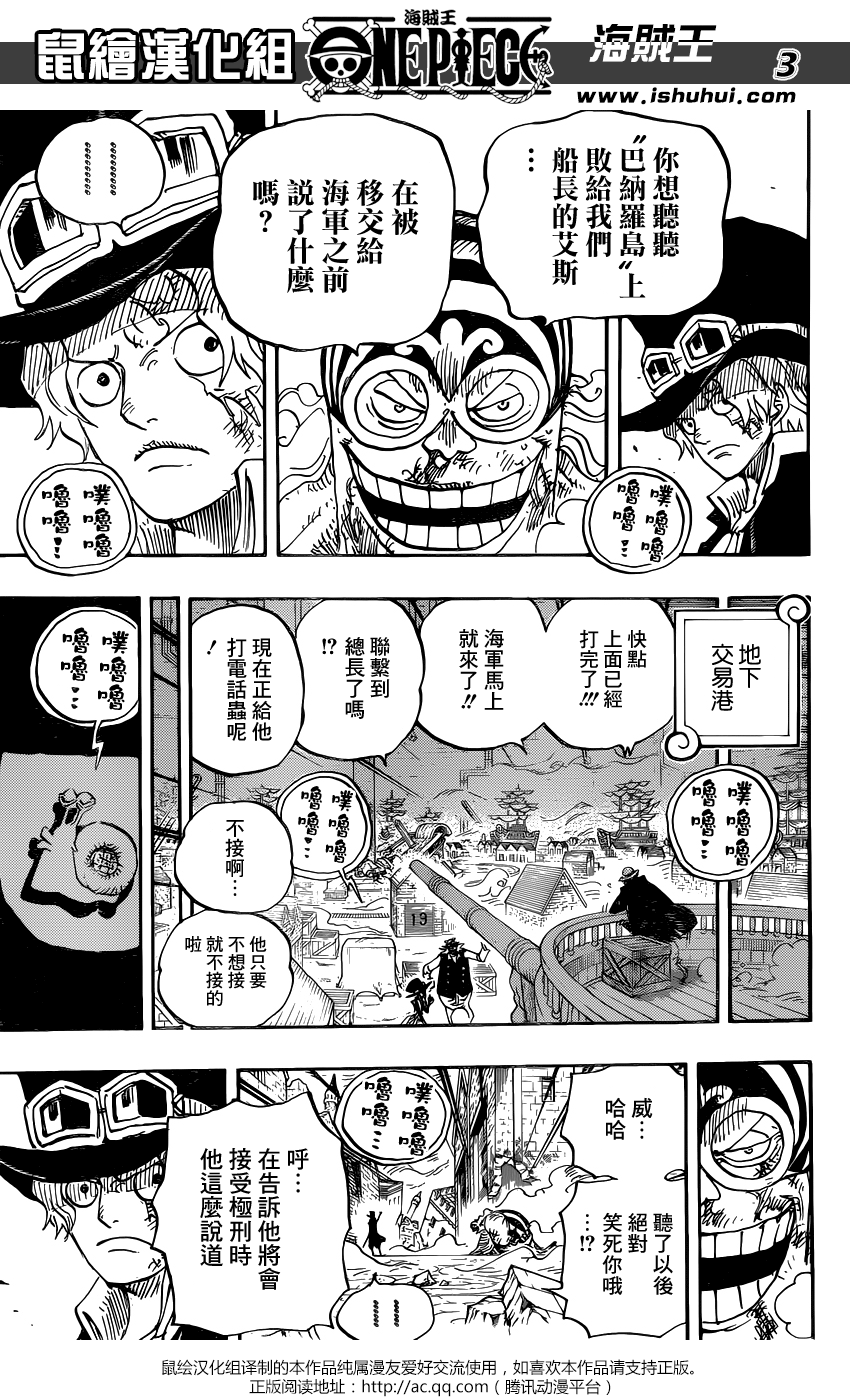 鼠繪漢化組
海賊王
ONE PIECE
海賊王
3
www.ishuhui.com
你想聽聽
〝巴納羅島〞上
敗給我們
船長的艾斯
…
在被
移交給
海軍之前
說了什麼
嗎?
………
………
噗嚕嚕
嚕嚕…
噗嚕嚕
嚕嚕…
地下
交易港
快點
上面已經
打完了!!!
海軍馬上
就來了!!
聯繫到
總長了嗎
!?
現在正給他
打電話蟲呢
!
噗嚕嚕
嚕嚕…
噗嚕嚕
嚕嚕…
噗嚕嚕
嚕嚕…
不接啊…
他只要
不想接
就不接的
啦
13
威…
哈哈
聽了以後
絕對
笑死你哦
…!?
噗嚕嚕
嚕嚕…
呼…
在告訴他將會
接受極刑時
他這麼說道
………
鼠绘汉化组译制的本作品纯属漫友爱好交流使用，如喜欢本作品请支持正版。
正版阅读地址：http://ac.qq.com（腾讯动漫平台）